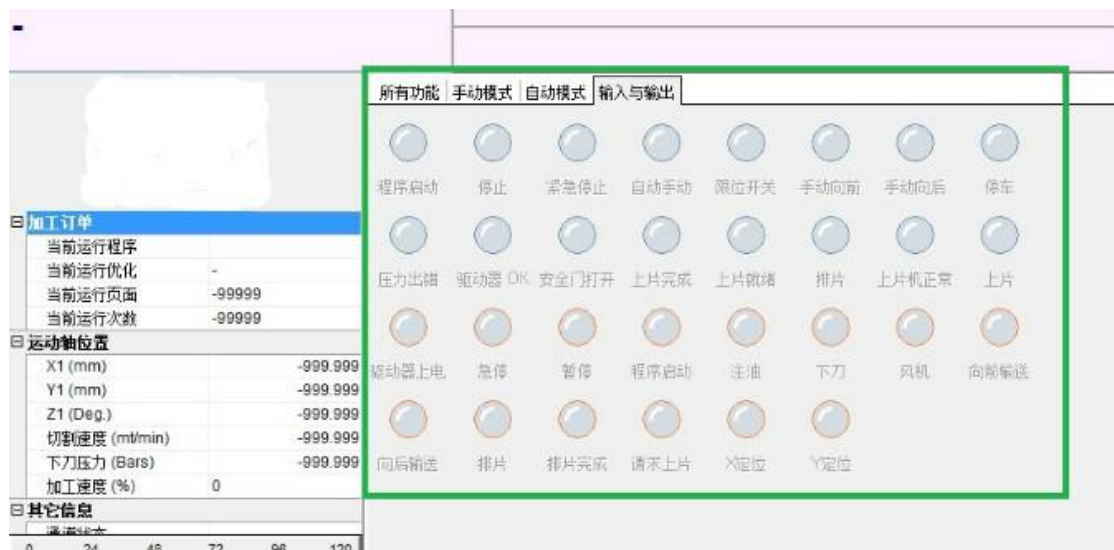 所有功能 手动模式 自动模式 输入与输出
程序启动 停止 紧急停止 自动手动 限位开关 手动向前 手动向后 停车
压力出错 驱动器 OK 安全门打开 上片完成 上片就绪 排片 上片机正常 上片
驱动器上电 急停 暂停 程序启动 注油 下刀 风机 向前输送
向后输送 排片 排片完成 请求上片 X定位 Y定位
加工订单
当前运行程序
当前运行优化 -
当前运行页面 -99999
当前运行次数 -99999
运动轴位置
X1 (mm) -999.999
Y1 (mm) -999.999
Z1 (Deg.) -999.999
切割速度 (mt/min) -999.999
下刀压力 (Bars) -999.999
加工速度 (%) 0
其它信息
通道状态
0 24 48 72 96 120